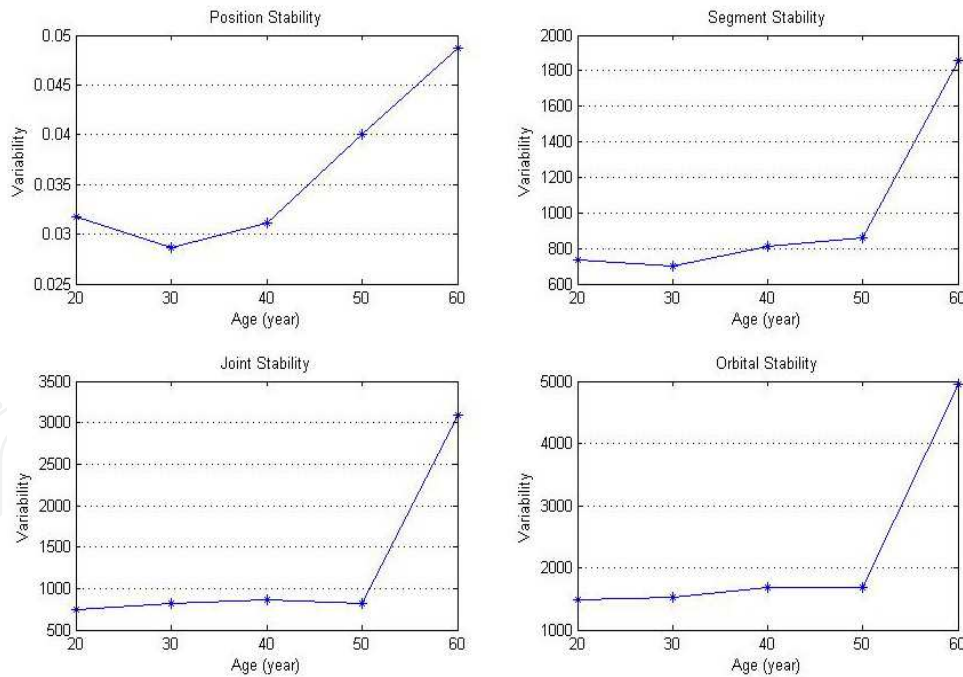 Position Stability
0.05
0.045
0.04
0.035
0.03
0.025
Variability
20 30 40 50 60
Age (year)
Segment Stability
2000
1800
1600
1400
1200
1000
800
600
Variability
20 30 40 50 60
Age (year)
Joint Stability
3500
3000
2500
2000
1500
1000
500
Variability
20 30 40 50 60
Age (year)
Orbital Stability
5000
4000
3000
2000
1000
Variability
20 30 40 50 60
Age (year)